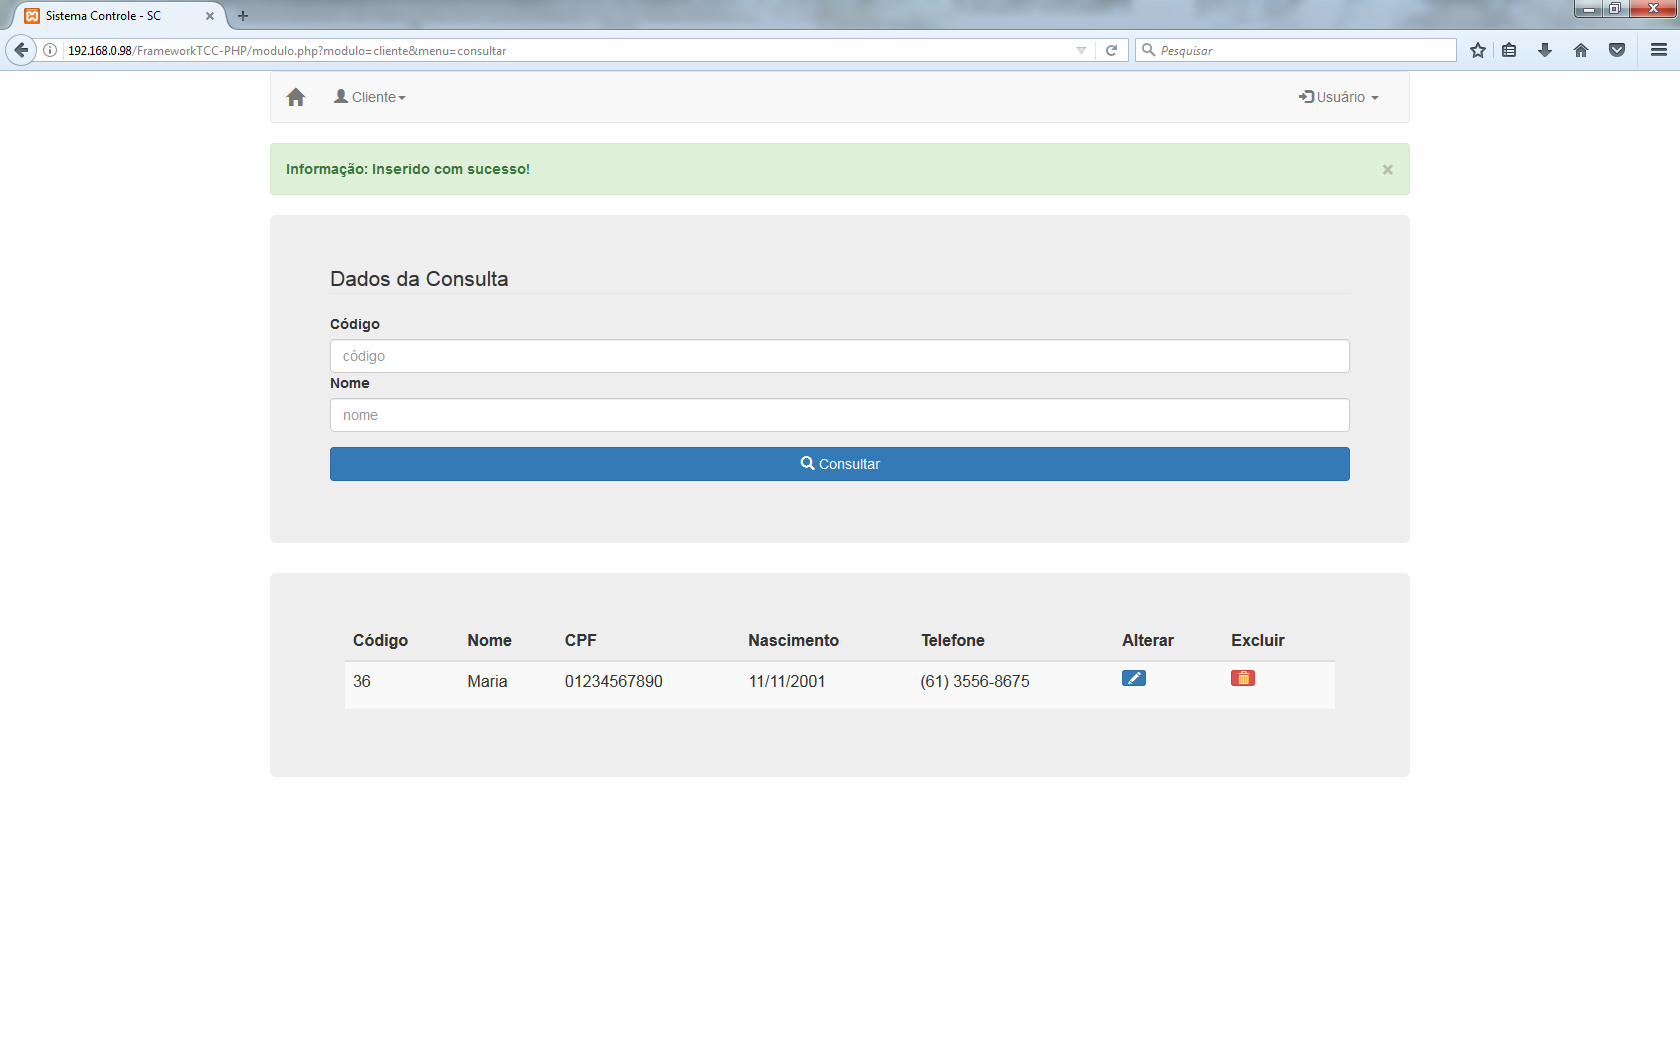 Sistema Controle - SC
192.168.0.98/FrameworkTCC-PHP/modulo.php?modulo=cliente&menu=consultar
Pesquisar
Cliente
Usuário
Informação: Inserido com sucesso!
×
Dados da Consulta
Código
código
Nome
nome
Consultar
Código Nome CPF Nascimento Telefone Alterar Excluir
36 Maria 01234567890 11/11/2001 (61) 3556-8675